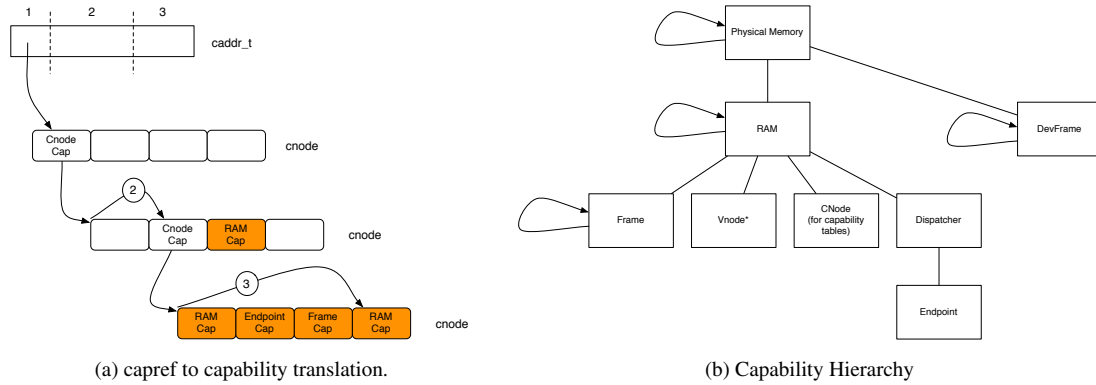 1 2 3
caddr_t
Cnode
Cap
cnode
2
Cnode
Cap
RAM
Cap
cnode
3
RAM
Cap
Endpoint
Cap
Frame
Cap
RAM
Cap
cnode
(a) capref to capability translation.
Physical Memory
RAM
DevFrame
Frame
Vnode*
CNode
(for capability
tables)
Dispatcher
Endpoint
(b) Capability Hierarchy